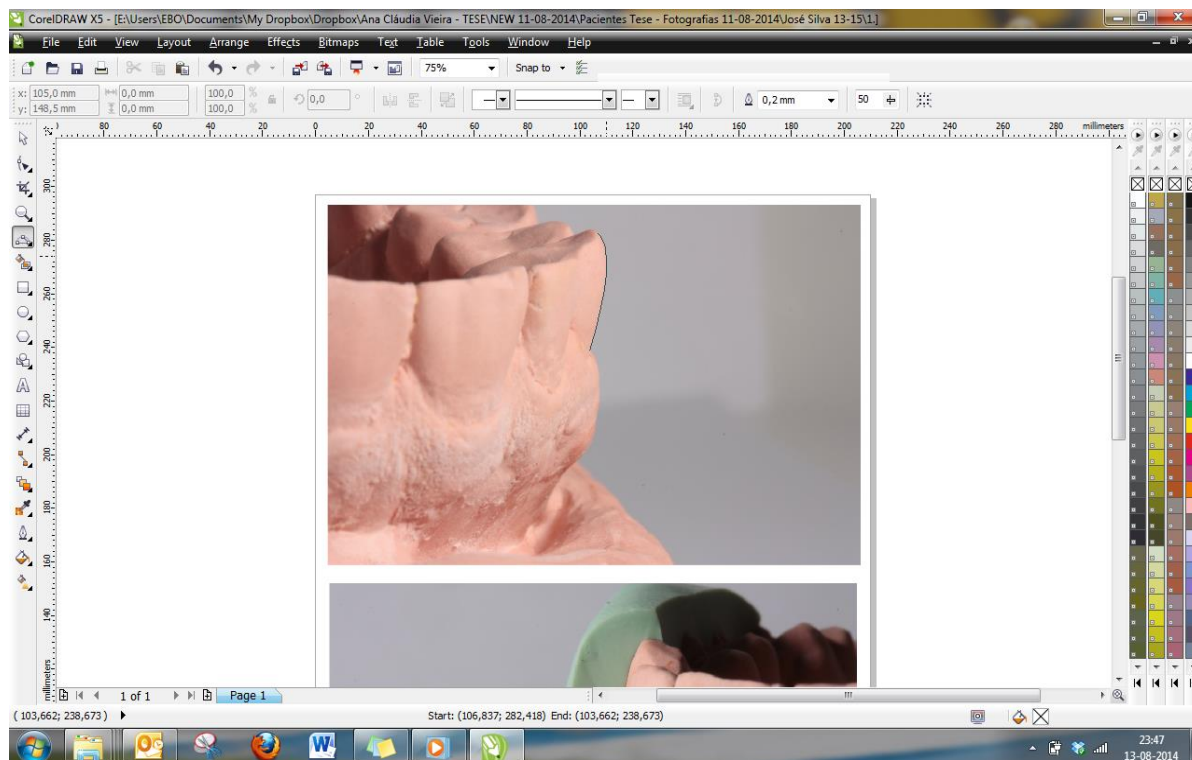 CorelDRAW X5 - [E:\Users\EBO\Documents\My Dropbox\Dropbox\Ana Cláudia Vieira - TESE\NEW 11-08-2014\Pacientes Tese - Fotografias 11-08-2014\José Silva 13-15\1.]
File Edit View Layout Arrange Effects Bitmaps Text Table Tools Window Help
75% Snap to
x: 105,0 mm 0,0 mm 100,0 % 0,0 ° 0,2 mm 50
y: 148,5 mm 0,0 mm 100,0 %
80 60 40 20 0 20 40 60 80 100 120 140 160 180 200 220 240 260 280 millimeters
300
280
260
240
220
200
180
160
140
millimeters
1 of 1 Page 1
(103,662; 238,673) Start: (106,837; 282,418) End: (103,662; 238,673)
23:47
13-08-2014